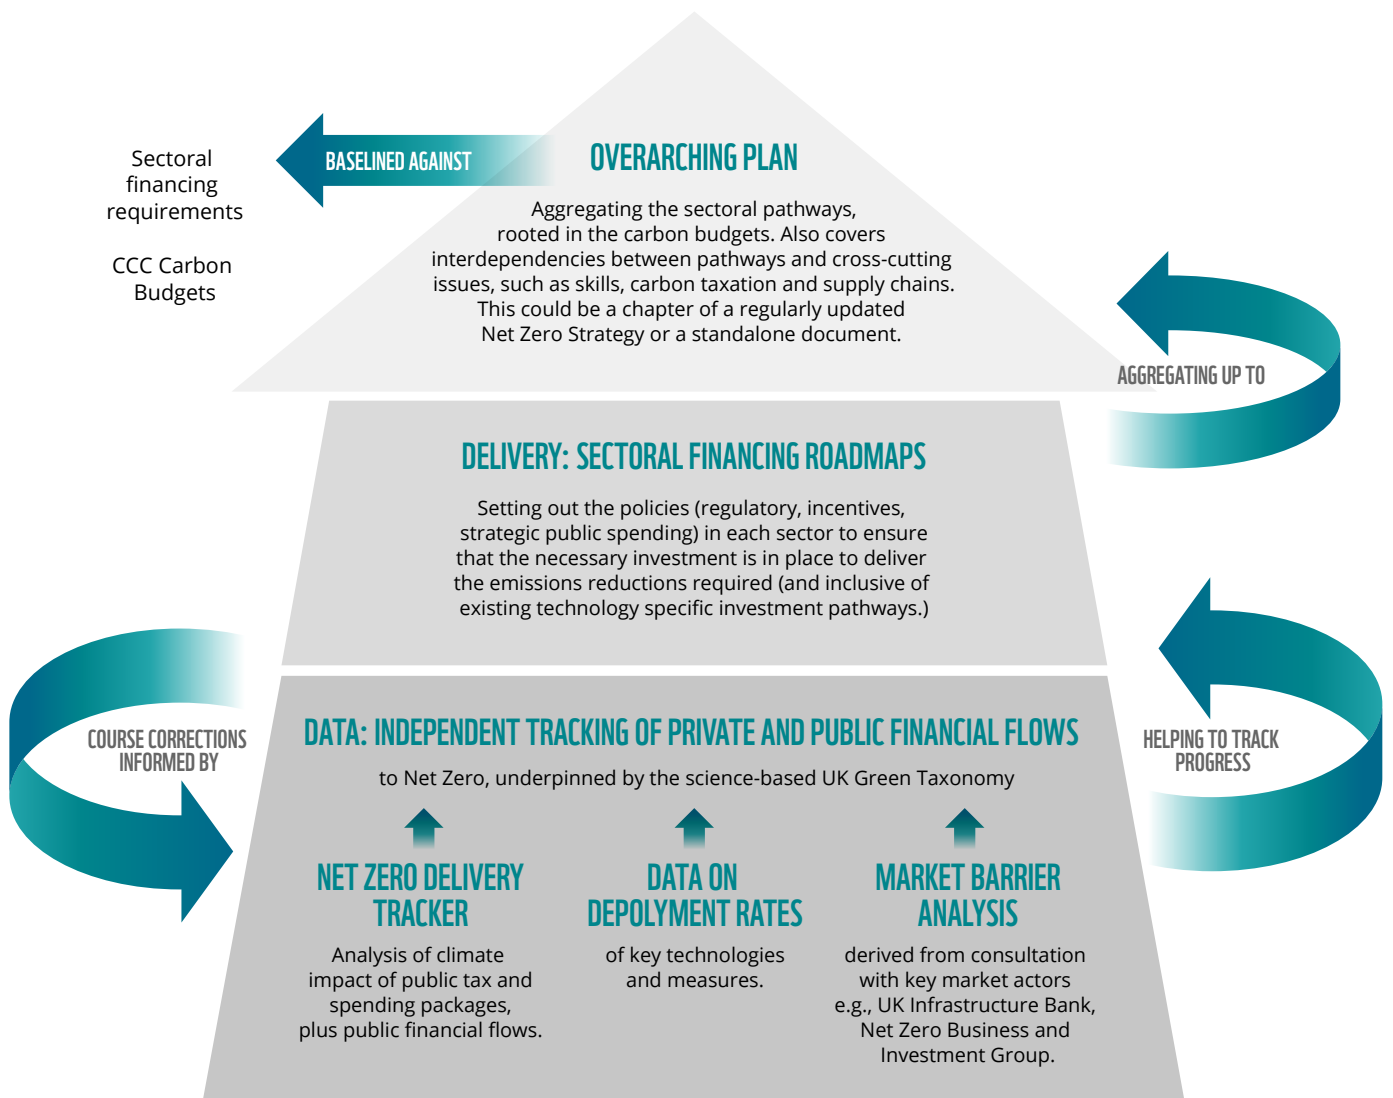 BASELINED AGAINST
Sectoral
financing
requirements
CCC Carbon
Budgets
OVERARCHING PLAN
Aggregating the sectoral pathways,
rooted in the carbon budgets. Also covers
interdependencies between pathways and cross-cutting
issues, such as skills, carbon taxation and supply chains.
This could be a chapter of a regularly updated
Net Zero Strategy or a standalone document.
AGGREGATING UP TO
DELIVERY: SECTORAL FINANCING ROADMAPS
Setting out the policies (regulatory, incentives,
strategic public spending) in each sector to ensure
that the necessary investment is in place to deliver
the emissions reductions required (and inclusive of
existing technology specific investment pathways.)
COURSE CORRECTIONS
INFORMED BY
HELPING TO TRACK
PROGRESS
DATA: INDEPENDENT TRACKING OF PRIVATE AND PUBLIC FINANCIAL FLOWS
to Net Zero, underpinned by the science-based UK Green Taxonomy
NET ZERO DELIVERY
TRACKER
Analysis of climate
impact of public tax and
spending packages,
plus public financial flows.
DATA ON
DEPOLYMENT RATES
of key technologies
and measures.
MARKET BARRIER
ANALYSIS
derived from consultation
with key market actors
e.g., UK Infrastructure Bank,
Net Zero Business and
Investment Group.